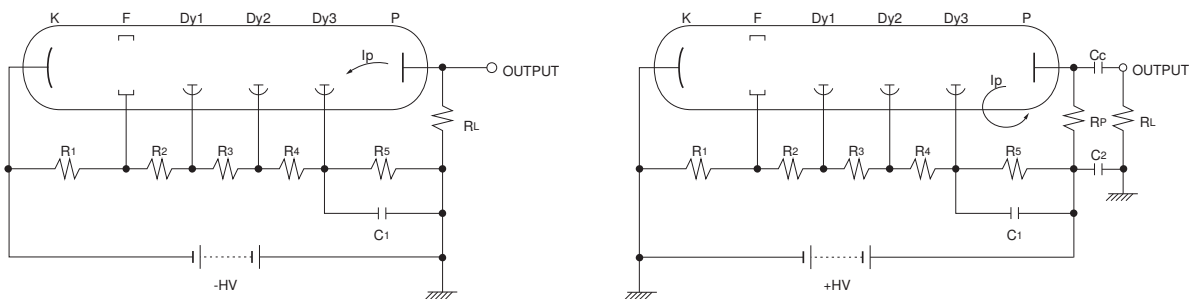 K F Dy1 Dy2 Dy3 P
Ip
OUTPUT
RL
R1 R2 R3 R4 R5
C1
-HV
K F Dy1 Dy2 Dy3 P
Cc
Ip
OUTPUT
RP RL
R1 R2 R3 R4 R5 C2
C1
+HV